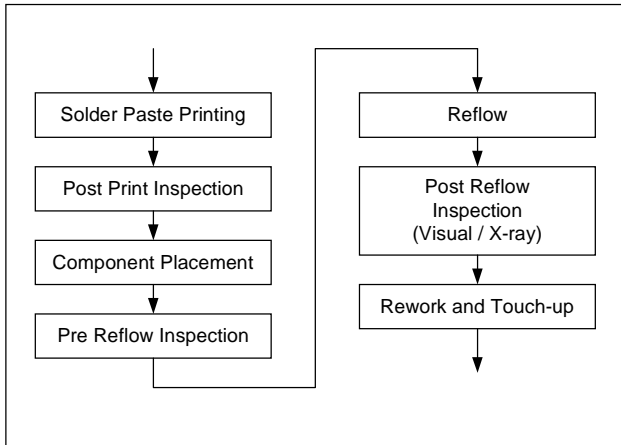 Solder Paste Printing
Post Print Inspection
Component Placement
Pre Reflow Inspection
Reflow
Post Reflow
Inspection
(Visual / X-ray)
Rework and Touch-up